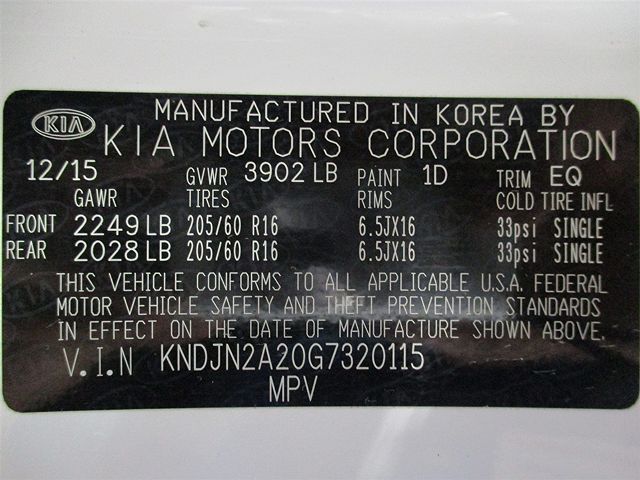 MANUFACTURED IN KOREA BY
KIA KIA MOTORS CORPORATION
12/15 GVWR 3902 LB PAINT 1D TRIM EQ
GAWR TIRES RIMS COLD TIRE INFL
FRONT 2249 LB 205/60 R16 6.5JX16 33psi SINGLE
REAR 2028 LB 205/60 R16 6.5JX16 33psi SINGLE
THIS VEHICLE CONFORMS TO ALL APPLICABLE U.S.A. FEDERAL
MOTOR VEHICLE SAFETY AND THEFT PREVENTION STANDARDS
IN EFFECT ON THE DATE OF MANUFACTURE SHOWN ABOVE.
V.I.N KNDJN2A20G7320115
MPV